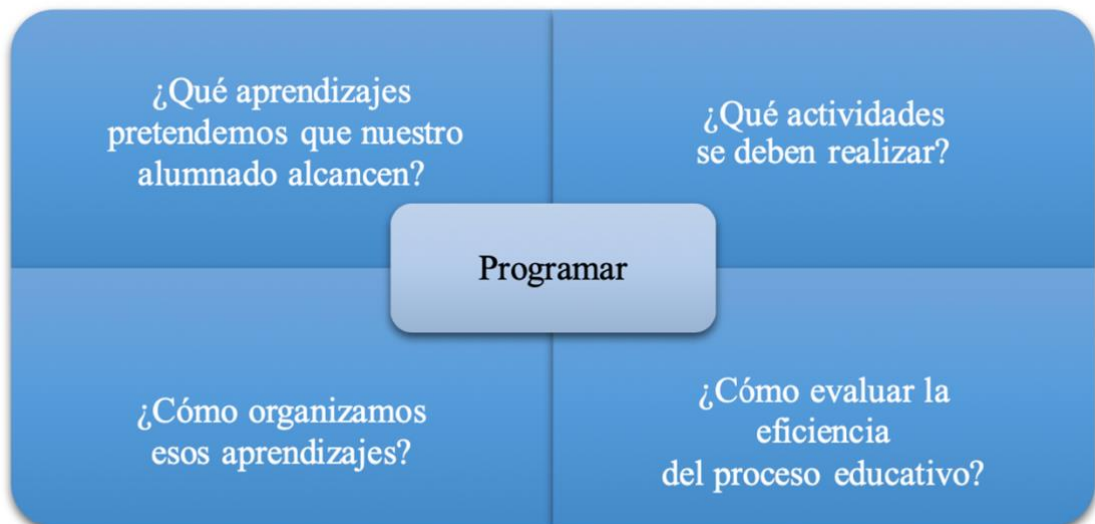 ¿Qué aprendizajes
pretendemos que nuestro
alumnado alcancen?
¿Qué actividades
se deben realizar?
Programar
¿Cómo organizamos
esos aprendizajes?
¿Cómo evaluar la
eficiencia
del proceso educativo?